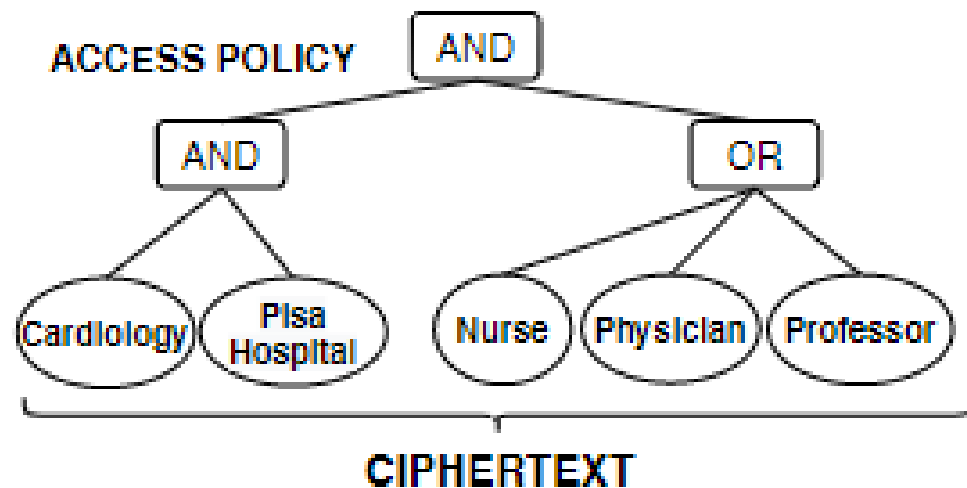 ACCESS POLICY
AND
AND
OR
Cardiology
Pisa
Hospital
Nurse
Physician
Professor
CIPHERTEXT